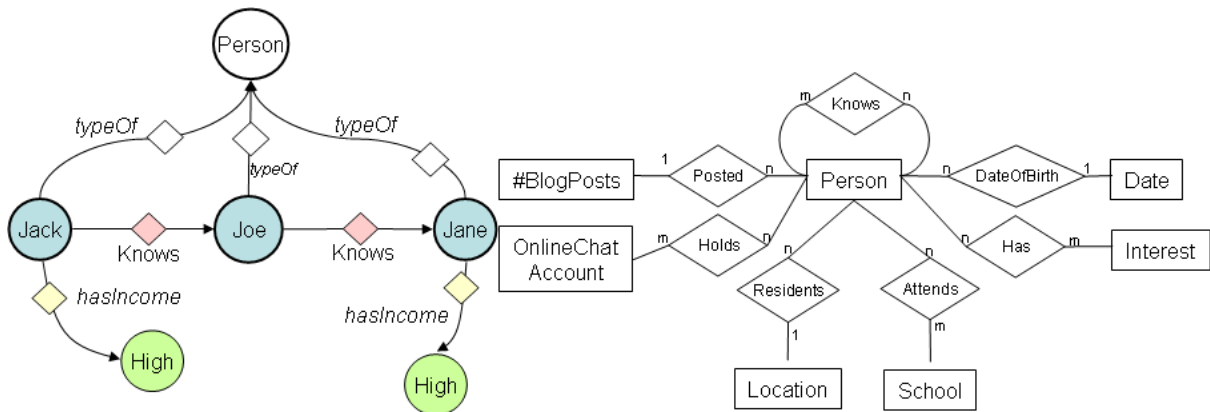 Person
typeOf
typeOf
typeOf
Jack
Knows
Joe
Knows
Jane
hasIncome
hasIncome
High
High
m
Knows
n
#BlogPosts
1
Posted
n
Person
n
DateOfBirth
1
Date
OnlineChat
Account
m
Holds
n
n
Has
m
Interest
n
Residents
1
Location
n
Attends
m
School